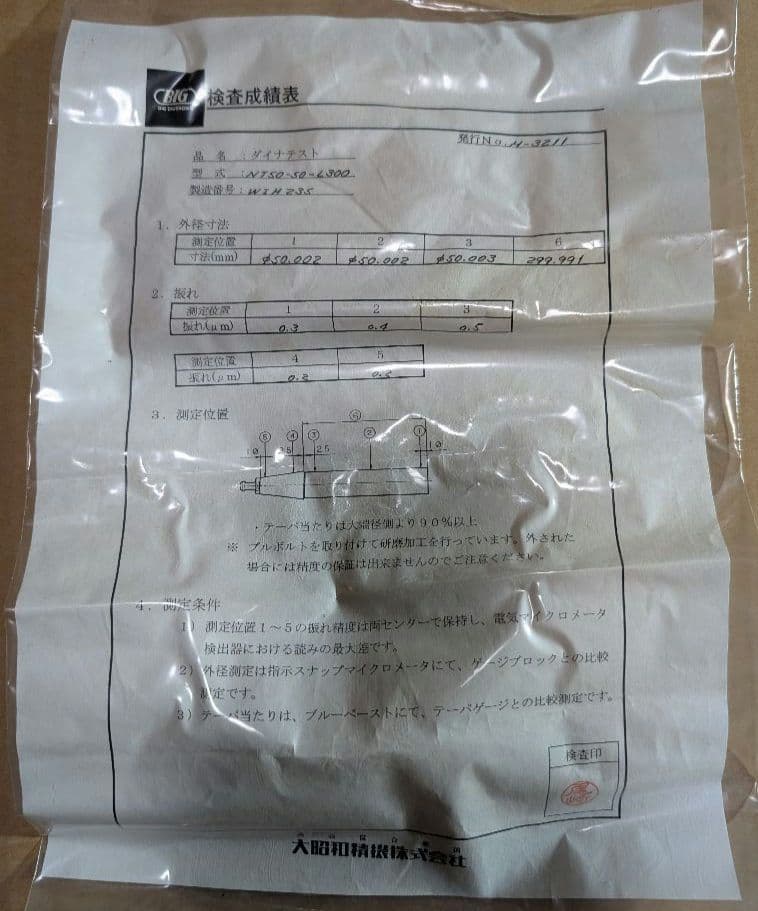 BIG
BIG DAISHOWA
検査成績表
発行No. H-3211
品名:ダイナテスト
型式:NT50-50-L300
製造番号:
1. 外径寸法
測定位置 1 2 3 6
寸法(mm) φ50.002 φ50.002 φ50.003 299.991
2. 振れ
測定位置 1 2 3
振れ(μm) 0.3 0.4 0.5
測定位置 4 5
振れ(μm) 0.2
3. 測定位置
⑥
⑤ ④ ③ ② ①
10 25 25 10
・テーパ当たりは大端径側より90%以上
※ プルボルトを取り付けて研磨加工を行っています。外された
場合には精度の保証は出来ませんのでご注意ください。
4. 測定条件
1) 測定位置1~5の振れ精度は両センターで保持し、電気マイクロメータ
検出器における読みの最大差です。
2) 外径測定は指示スナップマイクロメータにて、ゲージブロックとの比較
測定です。
3) テーパ当たりは、ブルーペーストにて、テーパゲージとの比較測定です。
検査印
大昭和精機株式会社